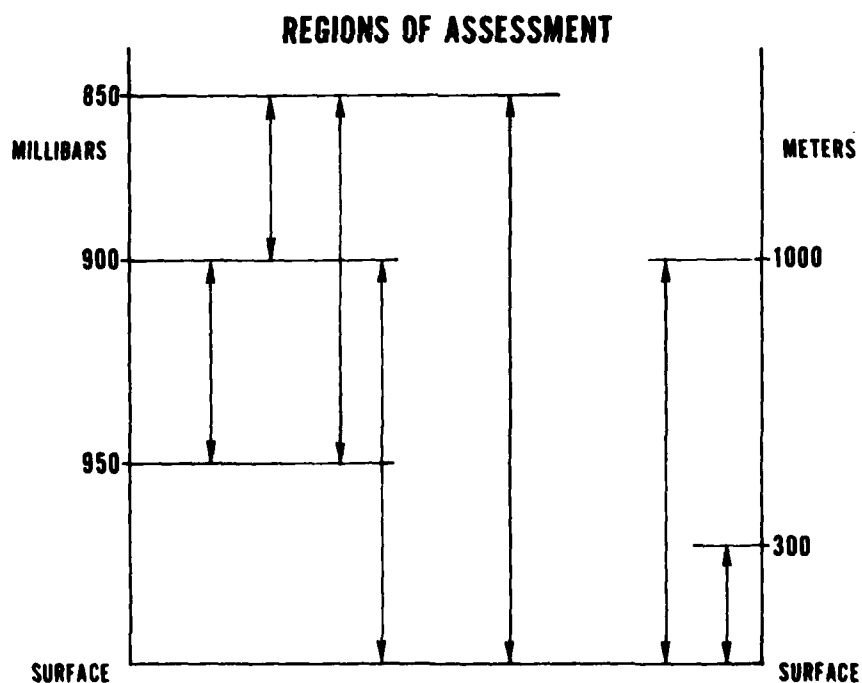 REGIONS OF ASSESSMENT
850
MILLIBARS
METERS
900
1000
950
300
SURFACE
SURFACE